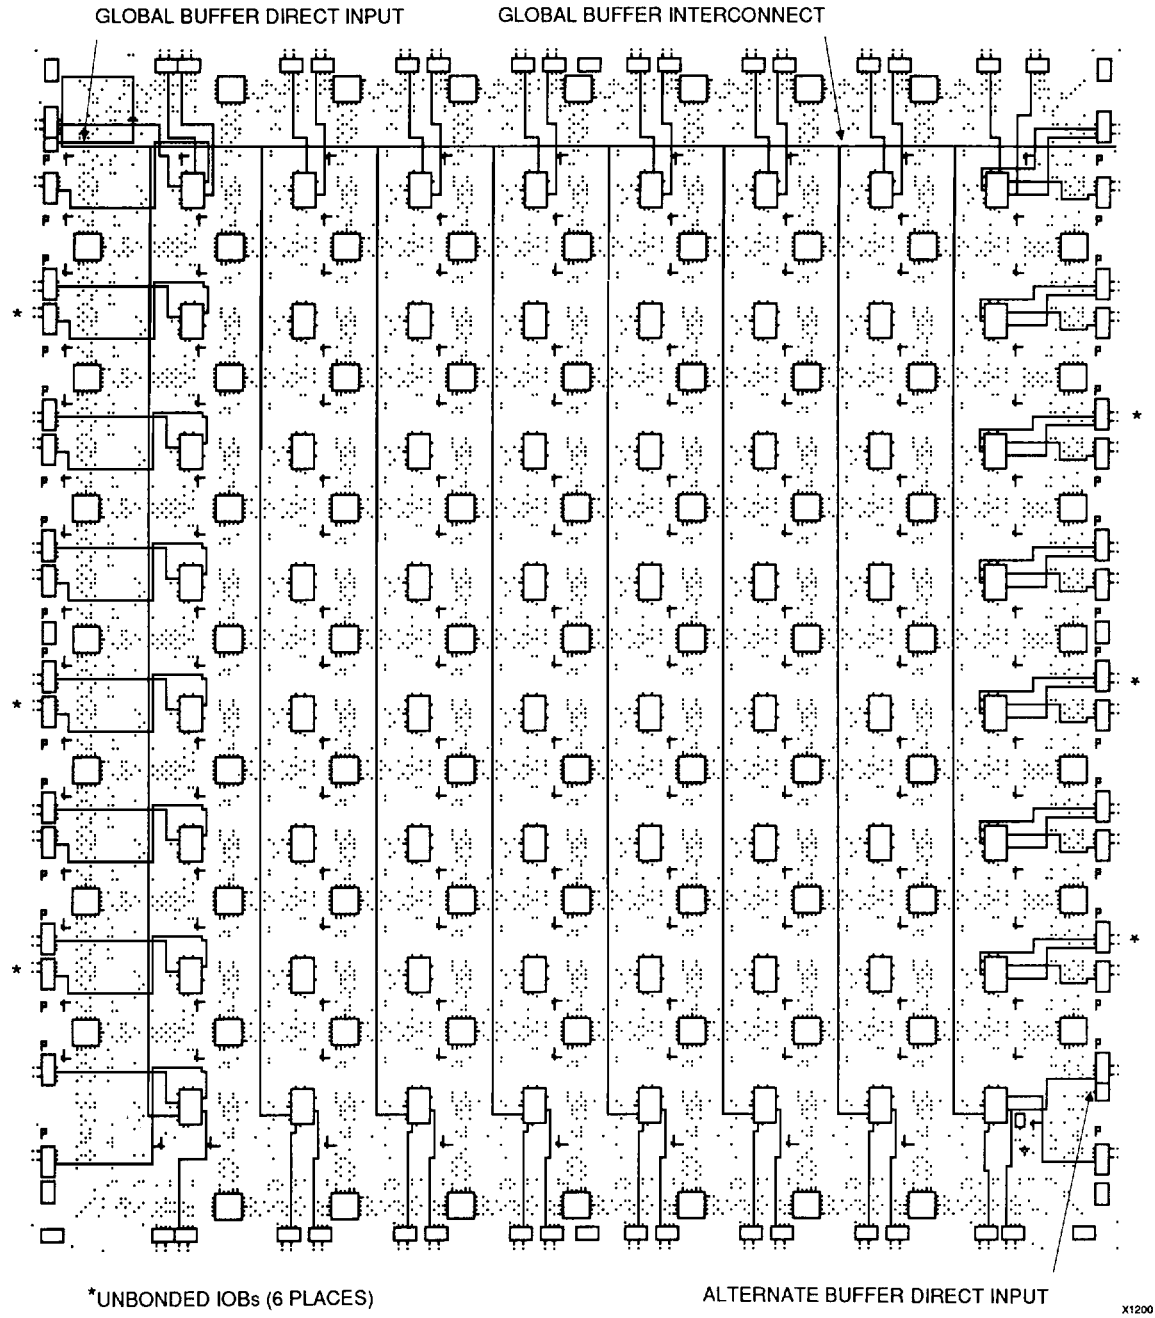 GLOBAL BUFFER DIRECT INPUT
GLOBAL BUFFER INTERCONNECT
*
*
*
*
*
*
*UNBONDED IOBs (6 PLACES)
ALTERNATE BUFFER DIRECT INPUT
X1200